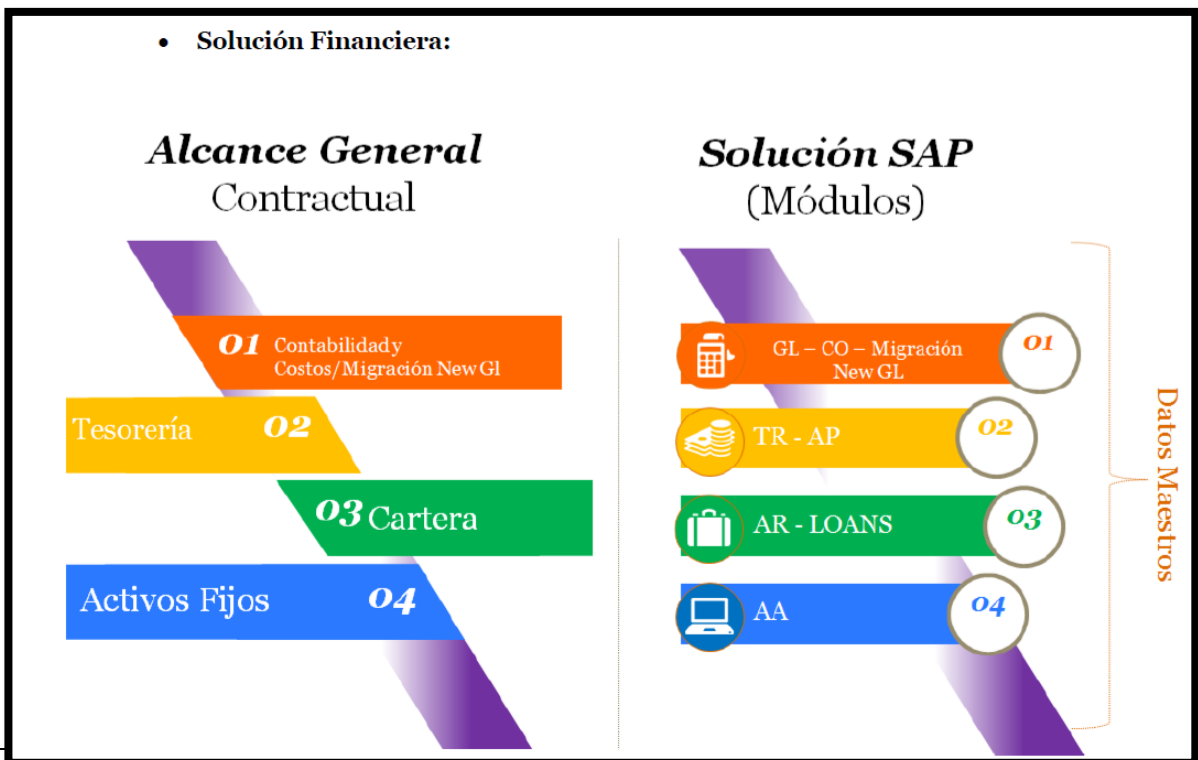 • Solución Financiera:
Alcance General
Contractual
01 Contabilidad y
Costos/Migración New Gl
Tesorería 02
03 Cartera
Activos Fijos 04
Solución SAP
(Módulos)
GL – CO – Migración
New GL
01
TR - AP
02
AR - LOANS
03
AA
04
Datos Maestros